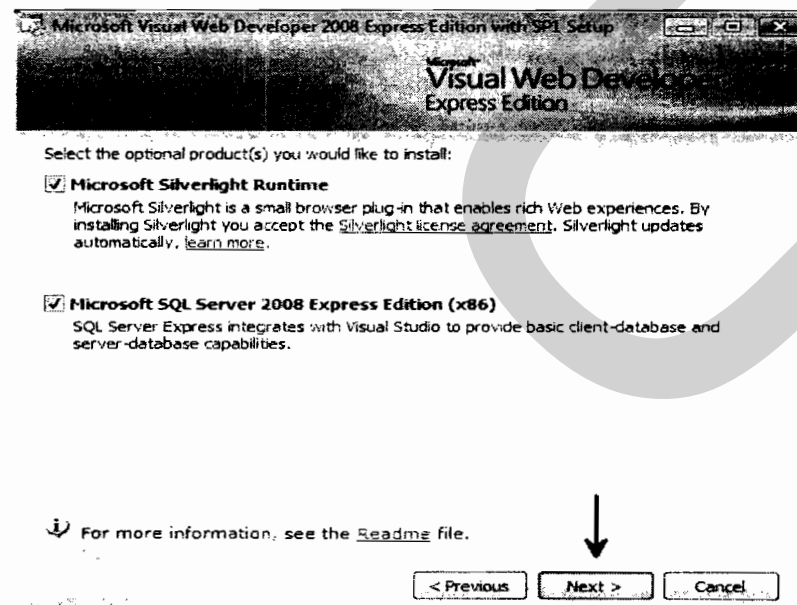 Microsoft Visual Web Developer 2008 Express Edition with SP1 Setup
Microsoft
Visual Web Developer
Express Edition
Select the optional product(s) you would like to install:
Microsoft Silverlight Runtime
Microsoft Silverlight is a small browser plug-in that enables rich Web experiences. By
installing Silverlight you accept the Silverlight license agreement. Silverlight updates
automatically, learn more.
Microsoft SQL Server 2008 Express Edition (x86)
SQL Server Express integrates with Visual Studio to provide basic client-database and
server-database capabilities.
For more information, see the Readme file.
< Previous Next > Cancel